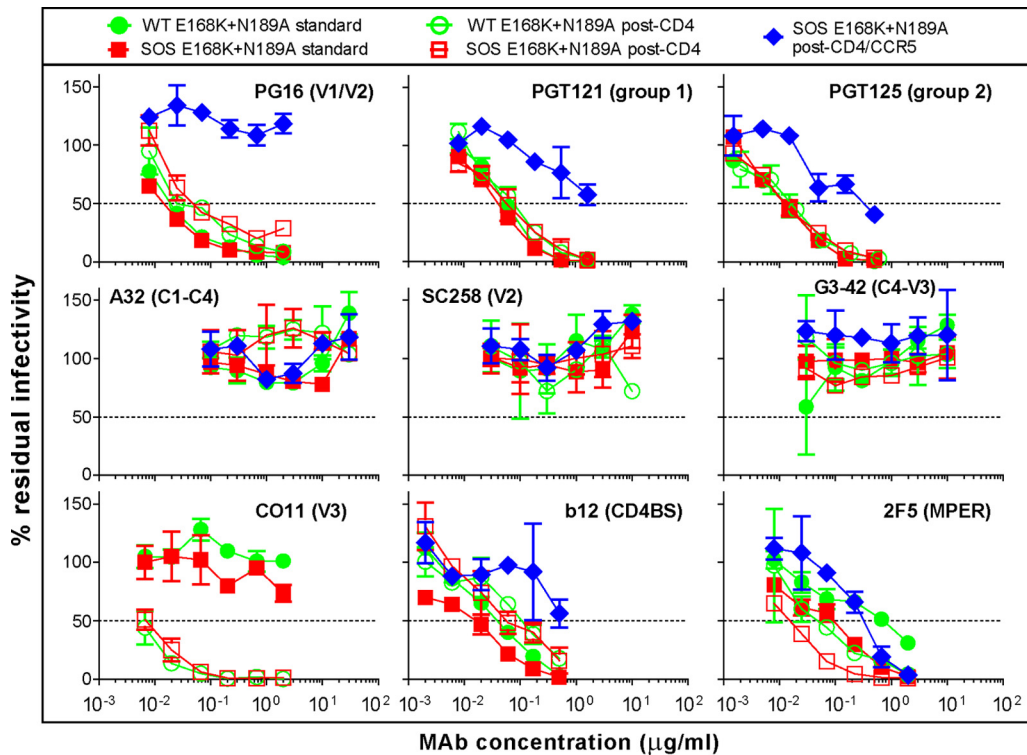 WT E168K+N189A standard
WT E168K+N189A post-CD4
SOS E168K+N189A
post-CD4/CCR5
SOS E168K+N189A standard
SOS E168K+N189A post-CD4
% residual infectivity
PG16 (V1/V2)
PGT121 (group 1)
PGT125 (group 2)
150
100
50
0
A32 (C1-C4)
SC258 (V2)
G3-42 (C4-V3)
150
100
50
0
CO11 (V3)
b12 (CD4BS)
2F5 (MPER)
150
100
50
0
10⁻³ 10⁻² 10⁻¹ 10⁰ 10¹ 10² 10⁻³ 10⁻² 10⁻¹ 10⁰ 10¹ 10² 10⁻³ 10⁻² 10⁻¹ 10⁰ 10¹ 10²
MAb concentration (μg/ml)